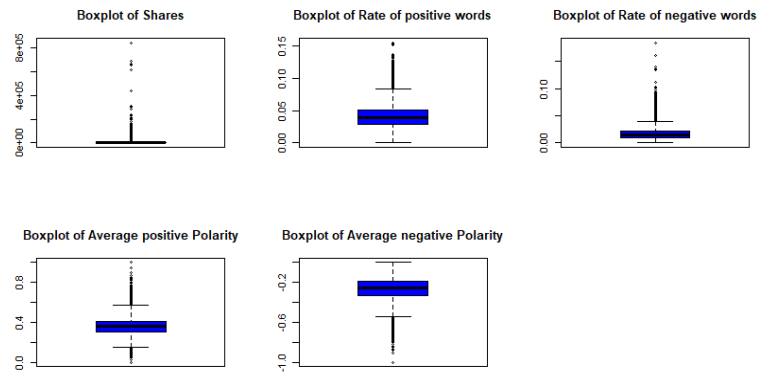 Boxplot of Shares
8e+05
4e+05
0e+00
Boxplot of Rate of positive words
0.15
0.10
0.05
0.00
Boxplot of Rate of negative words
0.10
0.00
Boxplot of Average positive Polarity
0.8
0.4
0.0
Boxplot of Average negative Polarity
-0.2
-0.6
-1.0